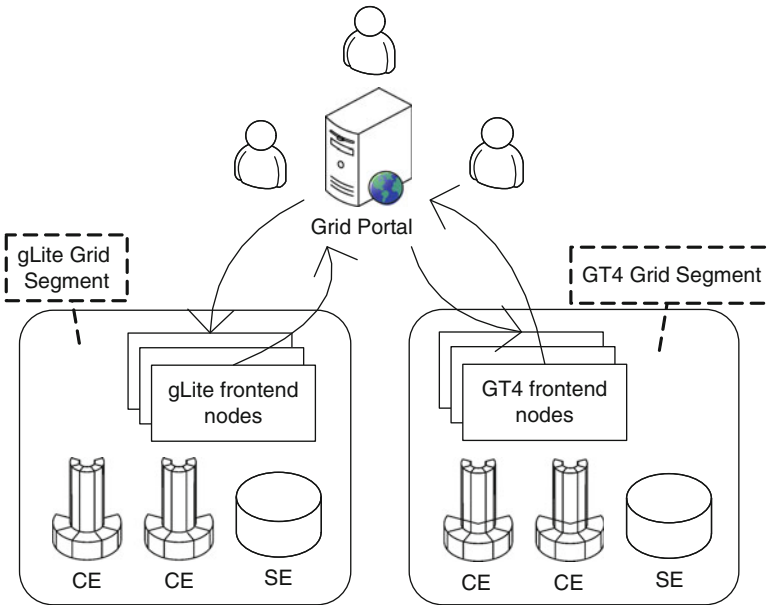 Grid Portal
gLite Grid
Segment
GT4 Grid Segment
gLite frontend
nodes
GT4 frontend
nodes
CE
CE
SE
CE
CE
SE